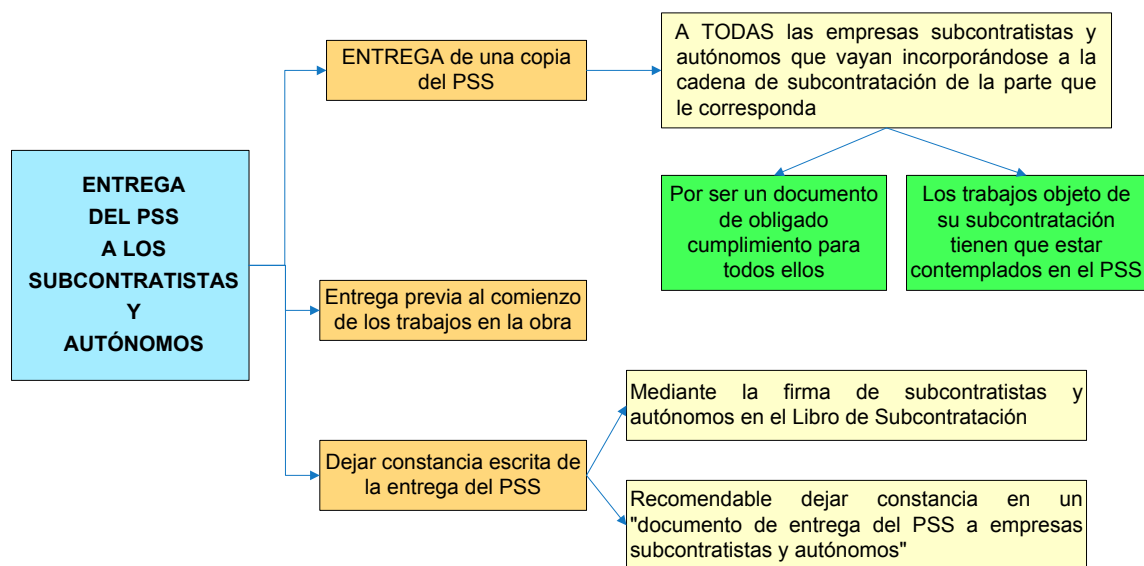 ENTREGA
DEL PSS
A LOS
SUBCONTRATISTAS
Y
AUTÓNOMOS
ENTREGA de una copia
del PSS
A TODAS las empresas subcontratistas y
autónomos que vayan incorporándose a la
cadena de subcontratación de la parte que
le corresponda
Por ser un documento
de obligado
cumplimiento para
todos ellos
Los trabajos objeto de
su subcontratación
tienen que estar
contemplados en el PSS
Entrega previa al comienzo
de los trabajos en la obra
Dejar constancia escrita de
la entrega del PSS
Mediante la firma de subcontratistas y
autónomos en el Libro de Subcontratación
Recomendable dejar constancia en un
"documento de entrega del PSS a empresas
subcontratistas y autónomos"